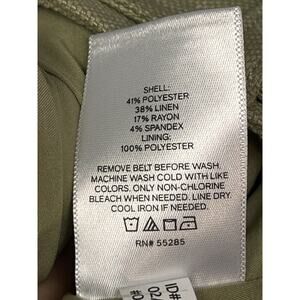 SHELL:
41% POLYESTER
38% LINEN
17% RAYON
4% SPANDEX
LINING:
100% POLYESTER
REMOVE BELT BEFORE WASH.
MACHINE WASH COLD WITH LIKE
COLORS. ONLY NON-CHLORINE
BLEACH WHEN NEEDED. LINE DRY.
COOL IRON IF NEEDED.
RN# 55285
ID#